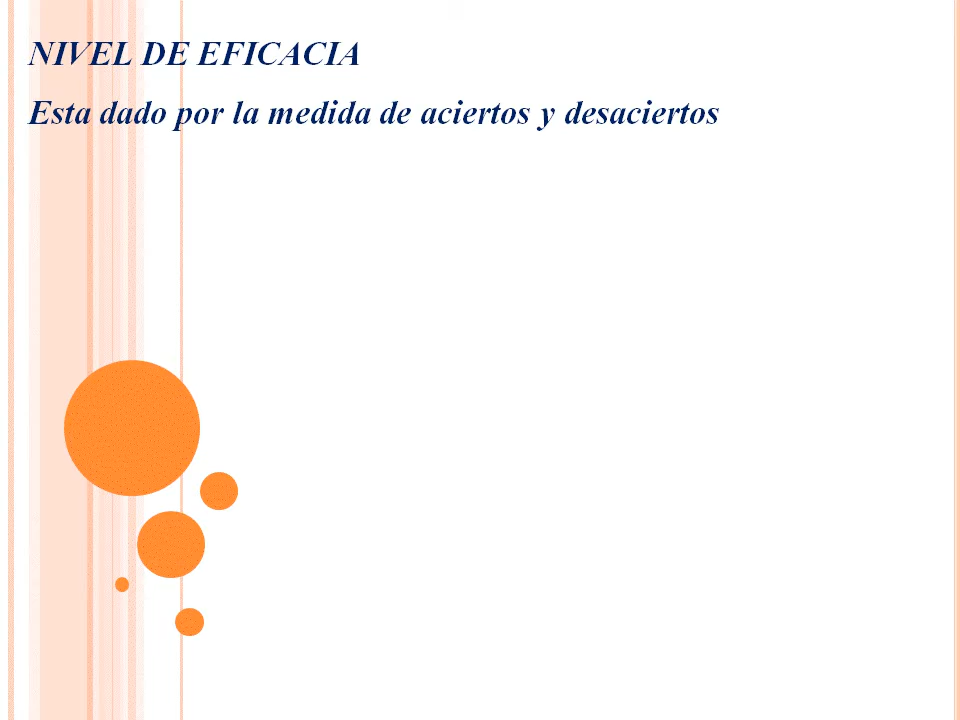 NIVEL DE EFICACIA
Esta dado por la medida de aciertos y desaciertos